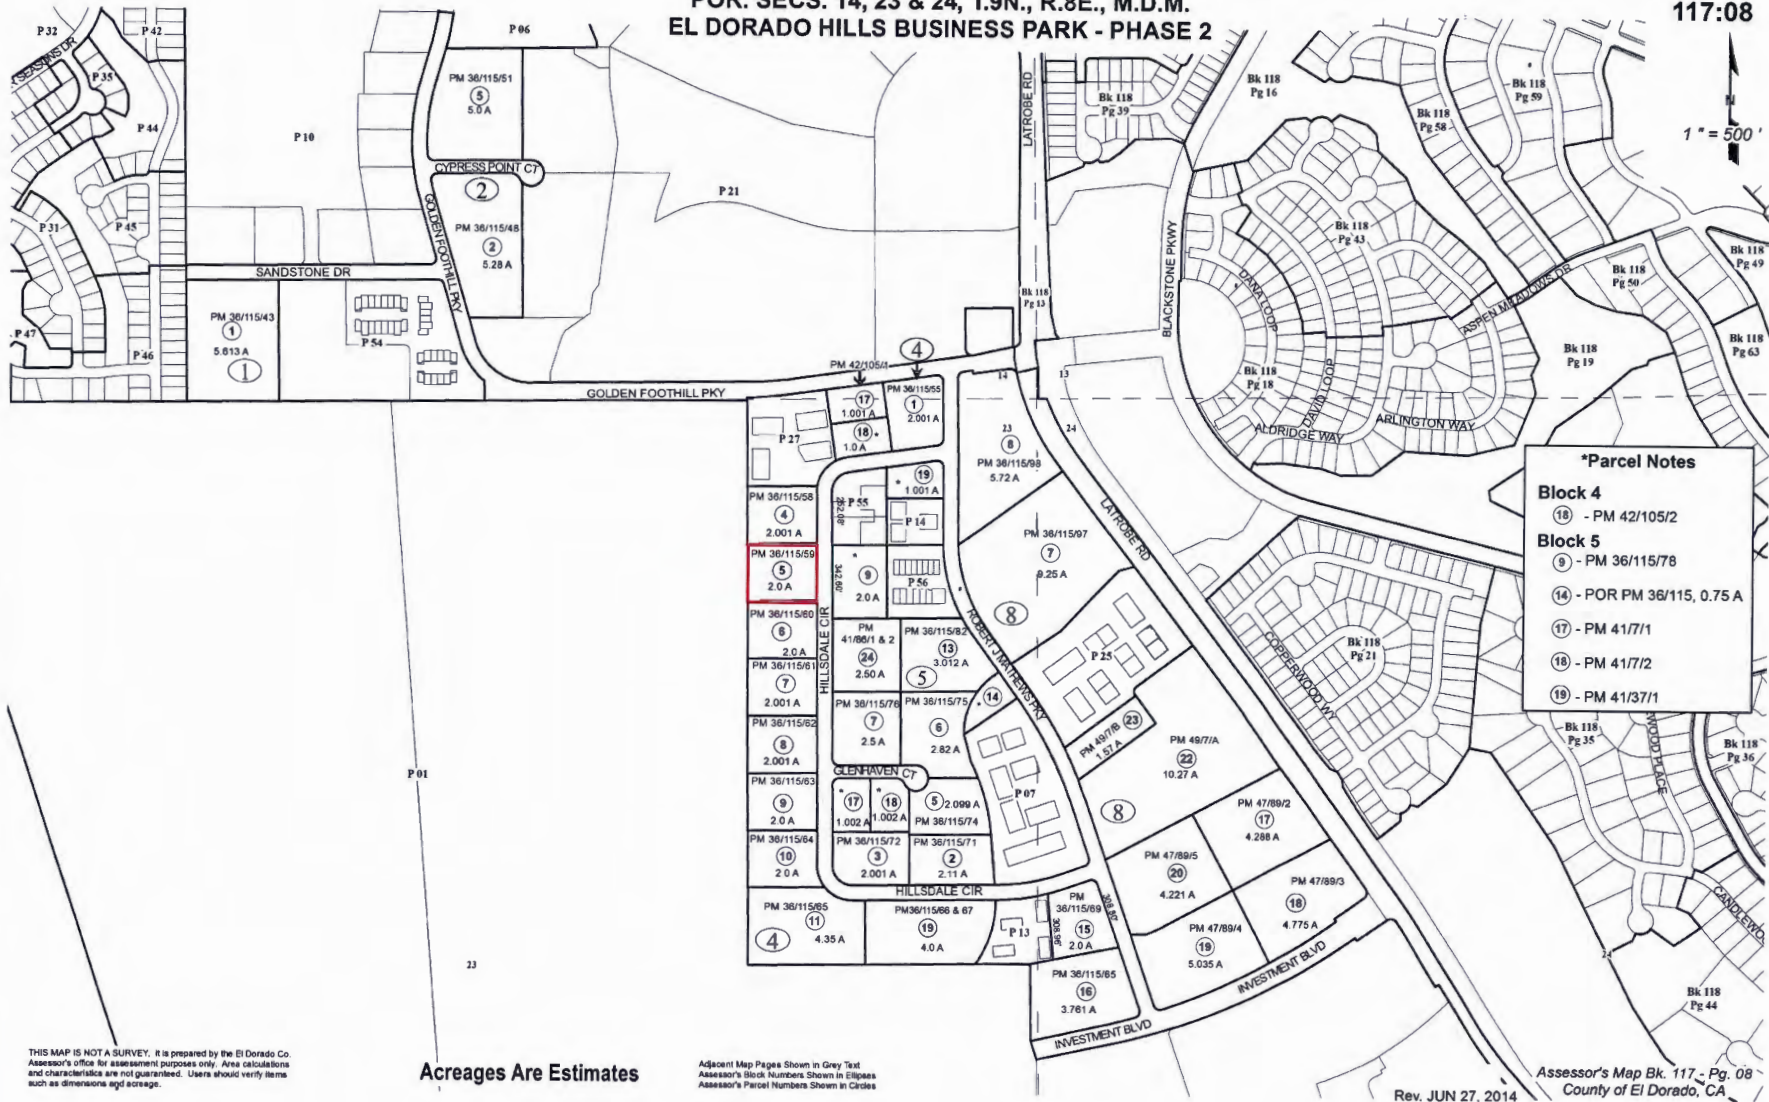 POR. SECS. 14, 23 & 24, T.9N., R.8E., M.D.M.
EL DORADO HILLS BUSINESS PARK - PHASE 2
117:08
N
1 " = 500 '
P 32
P 42
P 06
P 35
P 44
P 10
P 31
P 45
P 47
P 46
PM 36/115/51
5
5.0 A
CYPRESS POINT CT
2
PM 36/115/48
2
5.28 A
GOLDEN FOOTHILL PKY
SANDSTONE DR
PM 36/115/43
1
5.613 A
1
P 54
P 21
LATROBE RD
Bk 118
Pg 39
Bk 118
Pg 16
Bk 118
Pg 58
Bk 118
Pg 59
Bk 118
Pg 43
Bk 118
Pg 49
Bk 118
Pg 50
Bk 118
Pg 13
BLACKSTONE PKWY
DANA LOOP
ASPEN MEADOWS DR
Bk 118
Pg 63
Bk 118
Pg 19
Bk 118
Pg 18
DAVID LOOP
ALDRIDGE WAY
ARLINGTON WAY
GOLDEN FOOTHILL PKY
PM 42/105/1
4
14
13
23
24
17
1.001 A
PM 36/115/55
1
2.001 A
18 *
1.0 A
P 27
8
PM 36/115/98
5.72 A
* 19
1.001 A
PM 36/115/58
4
2.001 A
252.08'
P 55
P 14
PM 36/115/59
5
2.0 A
342.66'
*
9
2.0 A
P 56
PM 36/115/97
7
9.25 A
LATROBE RD
8
PM 36/115/60
6
2.0 A
HILLSDALE CIR
PM
41/86/1 & 2
24
2.50 A
PM 36/115/82
13
3.012 A
5
ROBERT J MATHEWS PKY
P 25
PM 36/115/61
7
2.001 A
PM 36/115/76
7
2.5 A
PM 36/115/75
6
2.82 A
* 14
PM 36/115/62
8
2.001 A
GLENHAVEN CT
PM 49/7/B
23
1.57 A
PM 49/7/A
22
10.27 A
PM 36/115/63
9
2.0 A
*
17
1.002 A
*
18
1.002 A
5 2.099 A
PM 36/115/74
P 07
8
PM 47/89/2
17
4.288 A
PM 36/115/64
10
2.0 A
PM 36/115/72
3
2.001 A
PM 36/115/71
2
2.11 A
PM 47/89/5
20
4.221 A
HILLSDALE CIR
PM 47/89/3
18
4.775 A
PM 36/115/65
11
4.35 A
4
PM36/115/66 & 67
19
4.0 A
P 13
308.96'
PM
36/115/69
15
2.0 A
PM 47/89/4
19
5.035 A
PM 36/115/65
16
3.761 A
INVESTMENT BLVD
INVESTMENT BLVD
P 01
23
COPPERWOOD WY
Bk 118
Pg 21
*Parcel Notes
Block 4
18 - PM 42/105/2
Block 5
9 - PM 36/115/78
14 - POR PM 36/115, 0.75 A
17 - PM 41/7/1
18 - PM 41/7/2
19 - PM 41/37/1
Bk 118
Pg 35
WOOD PLACE
Bk 118
Pg 36
24
Bk 118
Pg 44
THIS MAP IS NOT A SURVEY. It is prepared by the El Dorado Co.
Assessor's office for assessment purposes only. Area calculations
and characteristics are not guaranteed. Users should verify items
such as dimensions and acreage.
Acreages Are Estimates
Adjacent Map Pages Shown in Grey Text
Assessor's Block Numbers Shown in Ellipses
Assessor's Parcel Numbers Shown in Circles
Rev. JUN 27, 2014
Assessor's Map Bk. 117 - Pg. 08
County of El Dorado, CA